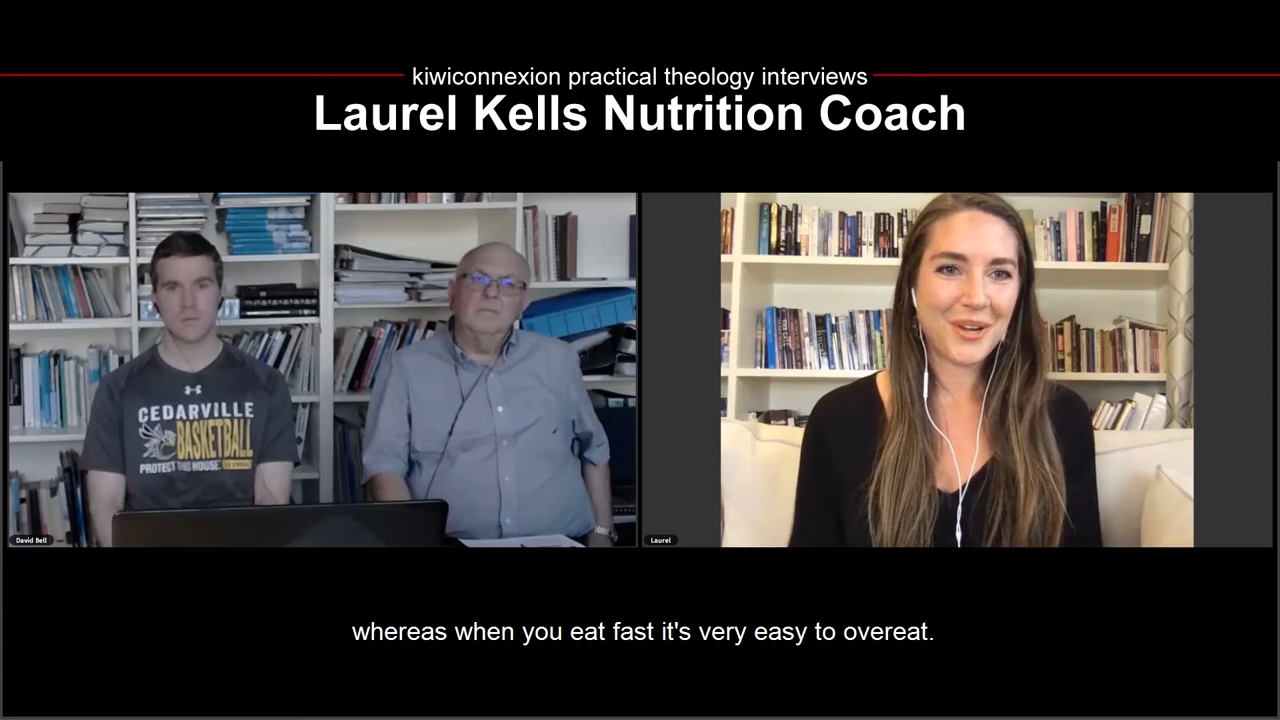 kiwiconnexion practical theology interviews
Laurel Kells Nutrition Coach
CEDARVILLE
BASKETBALL
PROTECT THIS HOUSE
David Bell
Laurel
whereas when you eat fast it's very easy to overeat.